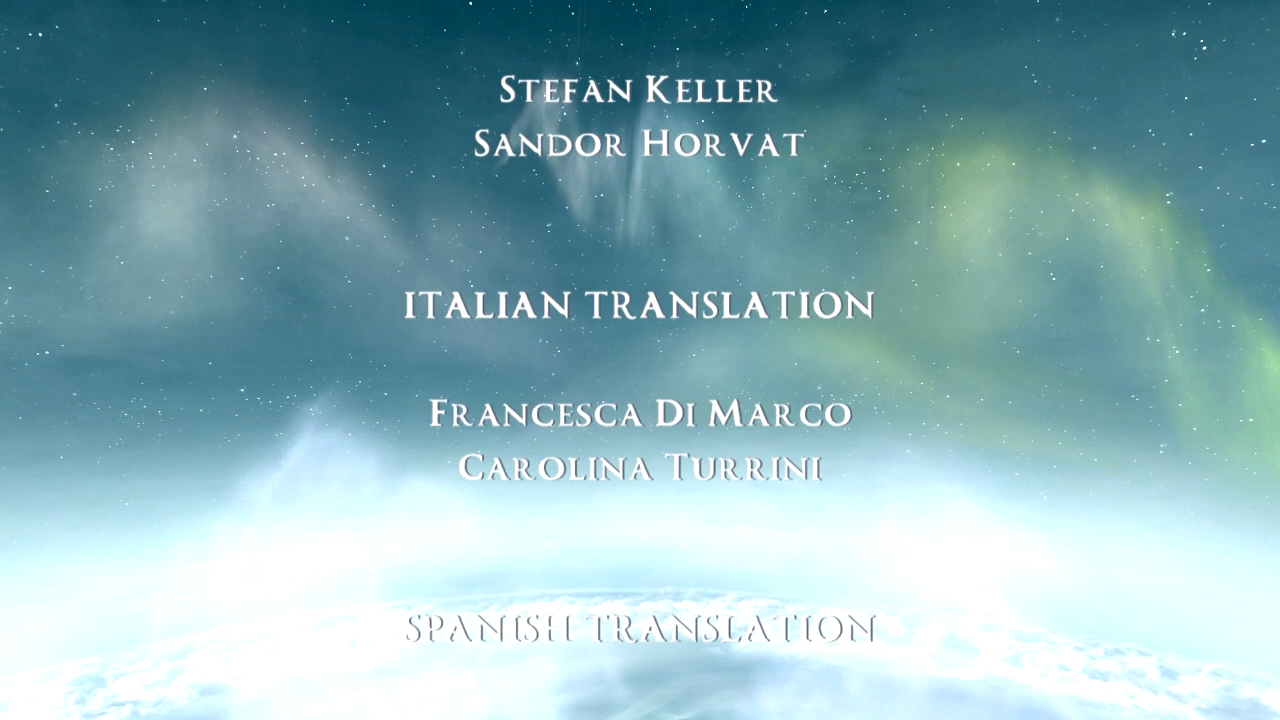 Stefan Keller
Sandor Horvat
ITALIAN TRANSLATION
Francesca Di Marco
Carolina Turrini
SPANISH TRANSLATION